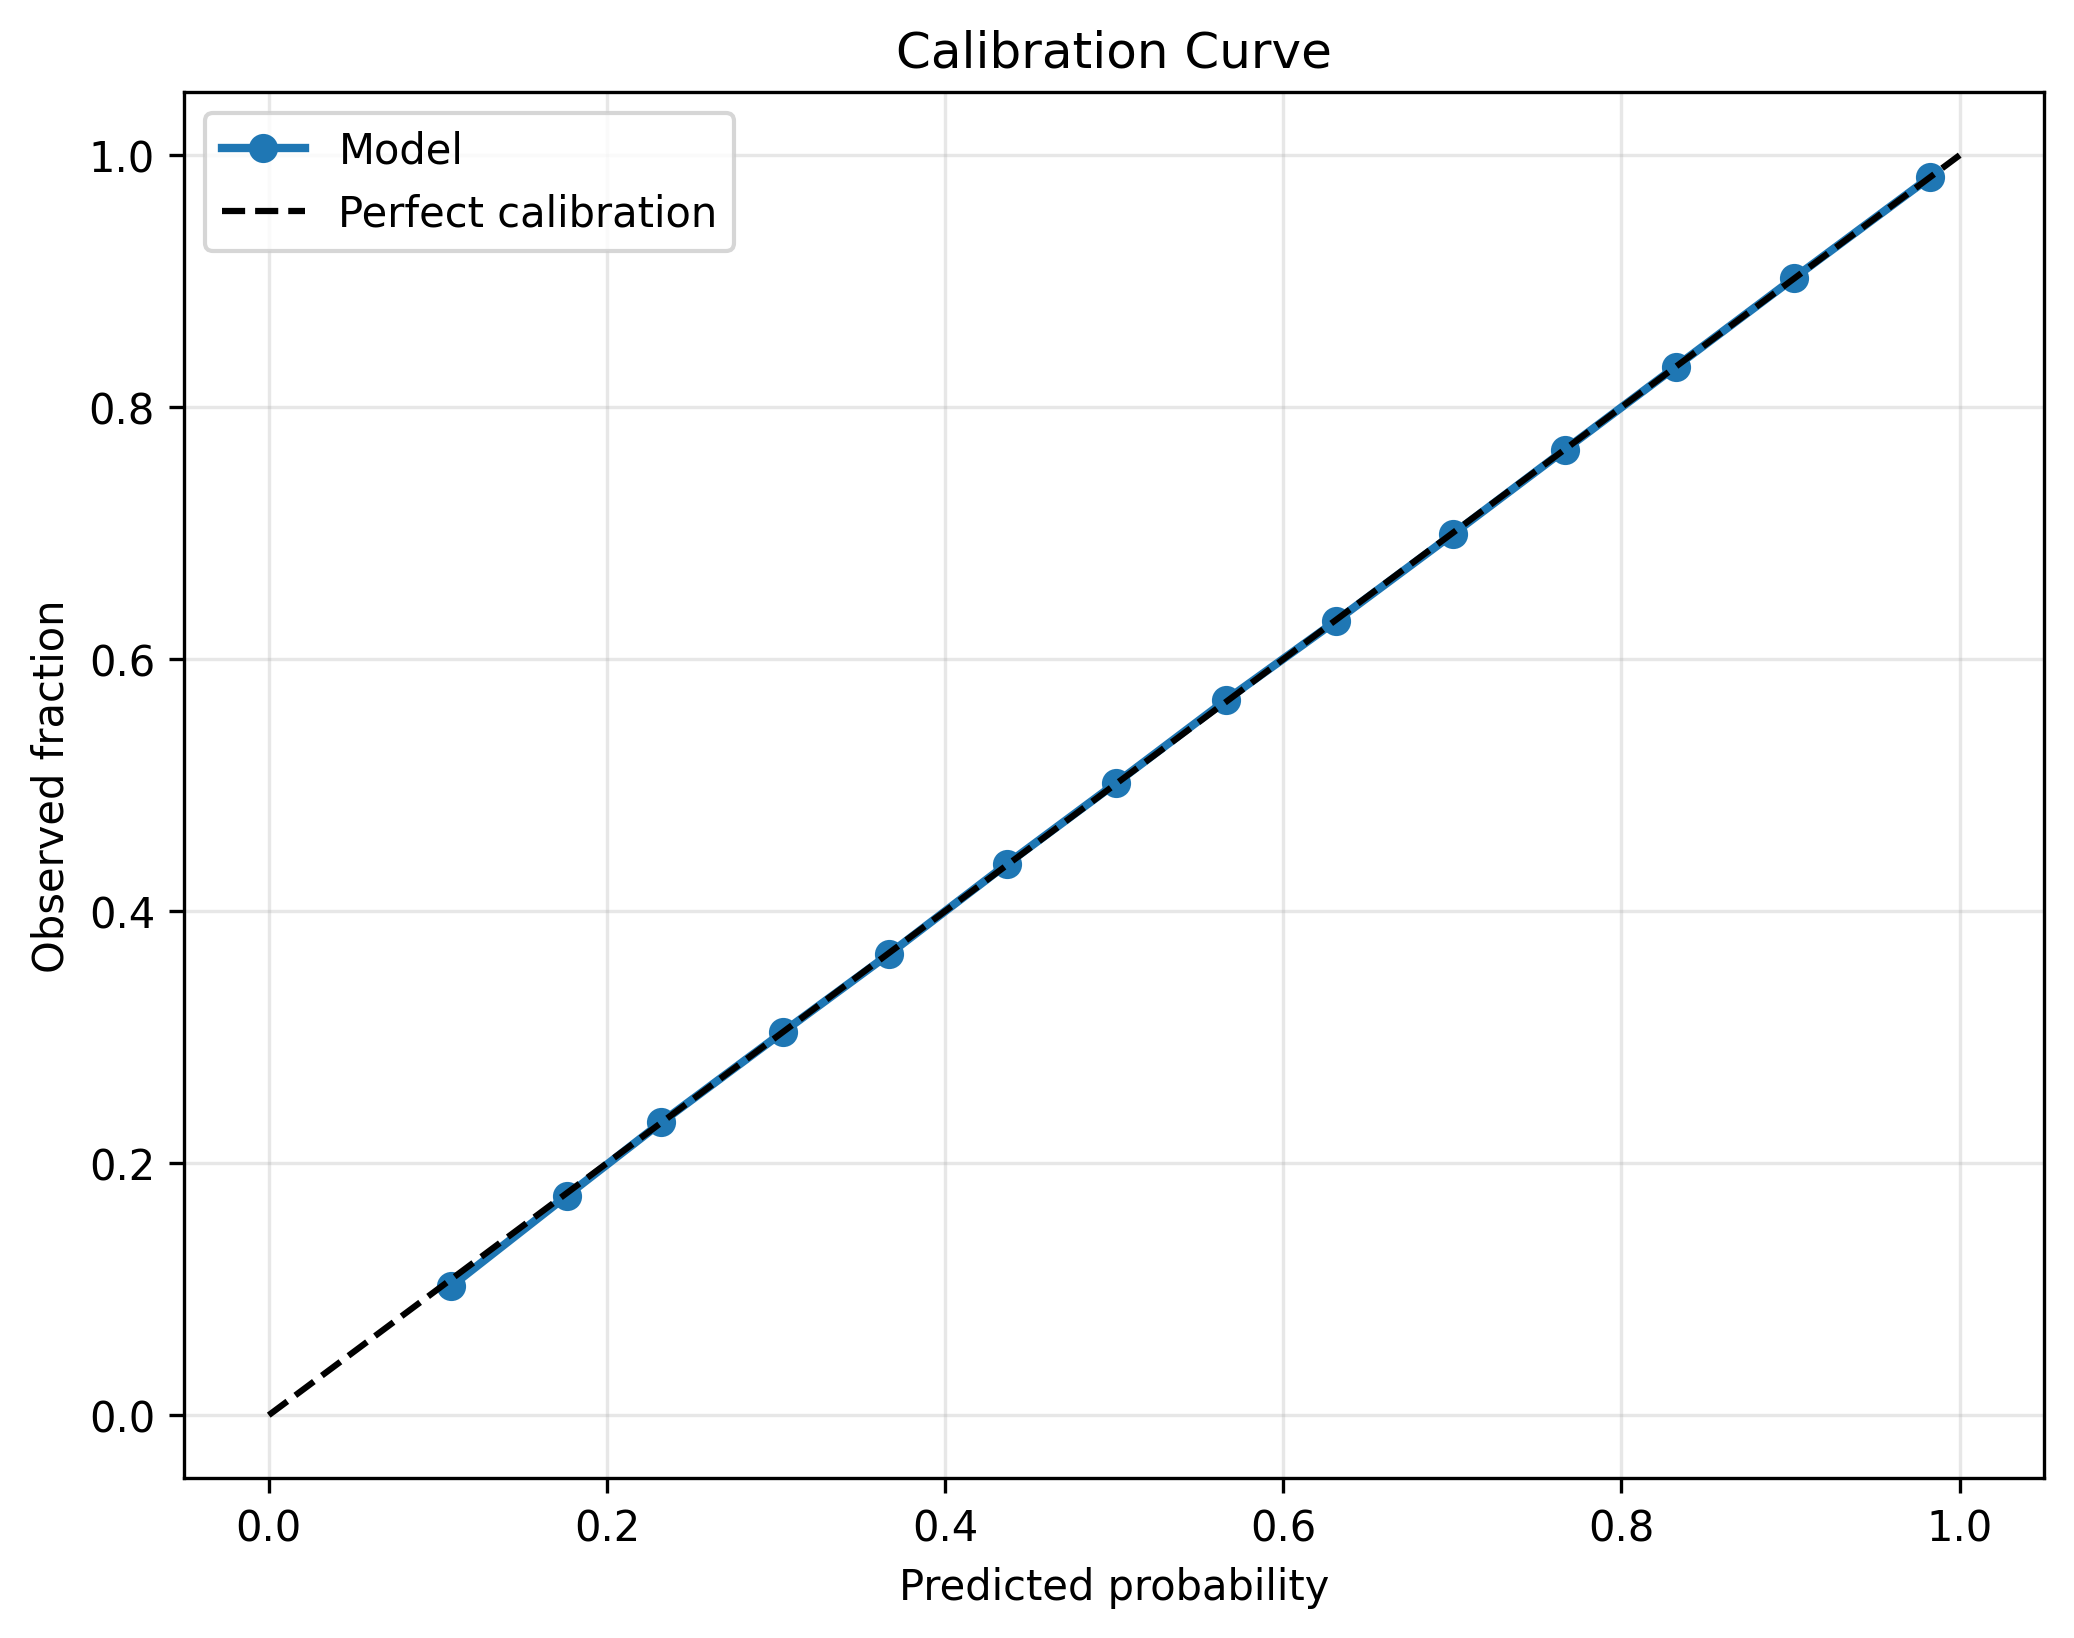 Calibration Curve
Model
Perfect calibration
1.0
0.8
0.6
0.4
0.2
0.0
Observed fraction
0.0 0.2 0.4 0.6 0.8 1.0
Predicted probability